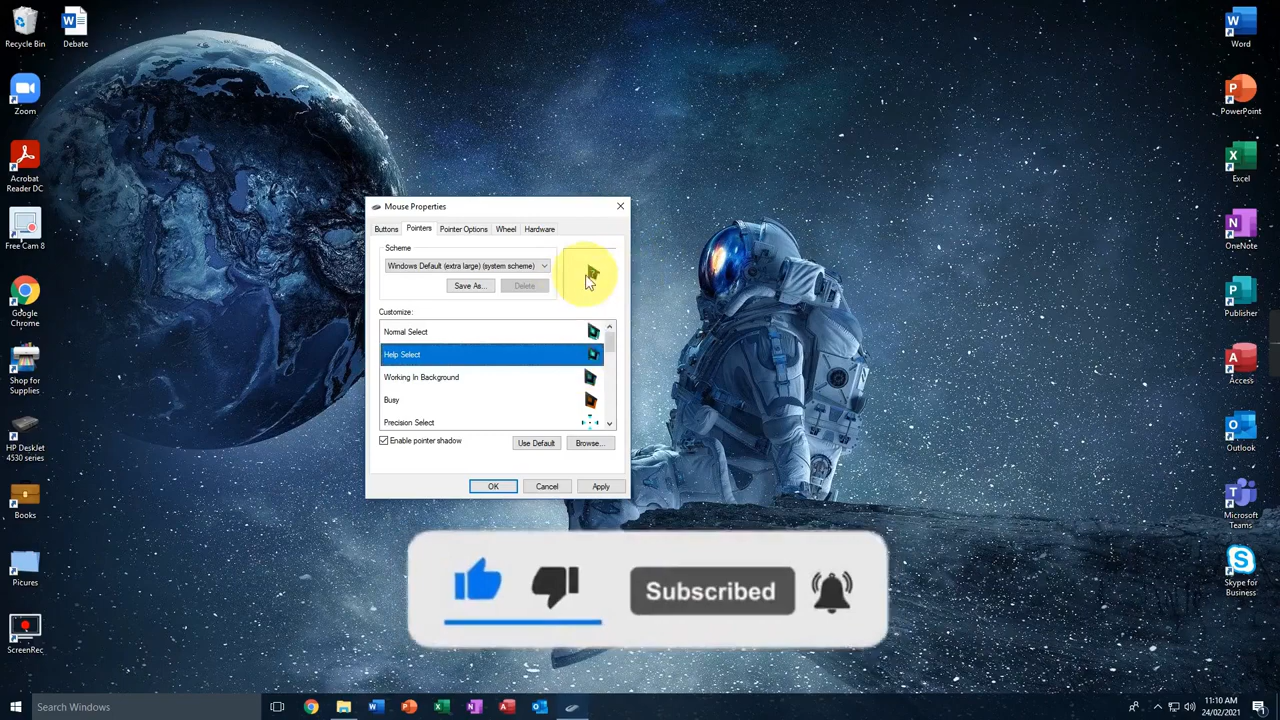 Recycle Bin
Debate
Zoom
Acrobat
Reader DC
Free Cam 8
Google
Chrome
Shop for
Supplies
HP DeskJet
4530 series
Books
Picures
ScreenRec
Mouse Properties
Buttons
Pointers
Pointer Options
Wheel
Hardware
Scheme
Windows Default (extra large) (system scheme)
Save As...
Delete
Customize:
Normal Select
Help Select
Working In Background
Busy
Precision Select
Enable pointer shadow
Use Default
Browse...
OK
Cancel
Apply
Subscribed
Word
PowerPoint
Excel
OneNote
Publisher
Access
Outlook
Microsoft
Teams
Skype for
Business
Search Windows
11:10 AM
24/02/2021